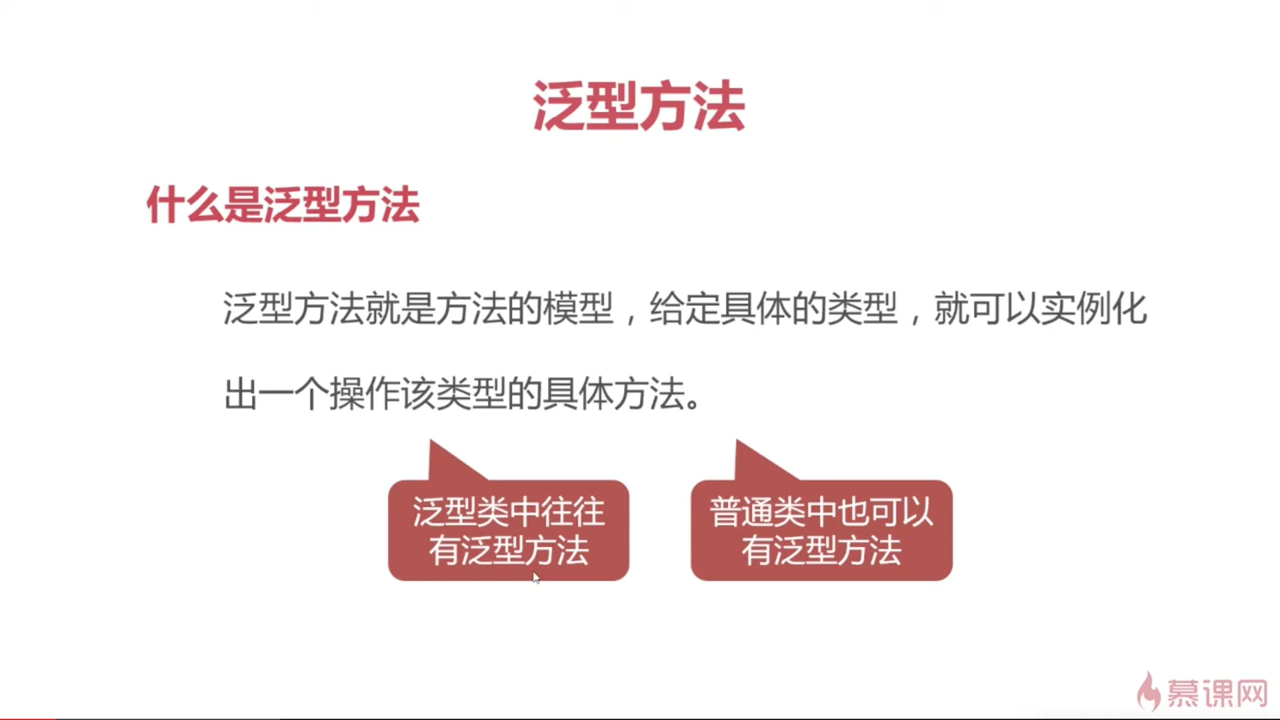 泛型方法
什么是泛型方法
泛型方法就是方法的模型，给定具体的类型，就可以实例化
出一个操作该类型的具体方法。
泛型类中往往
有泛型方法
普通类中也可以
有泛型方法
慕课网